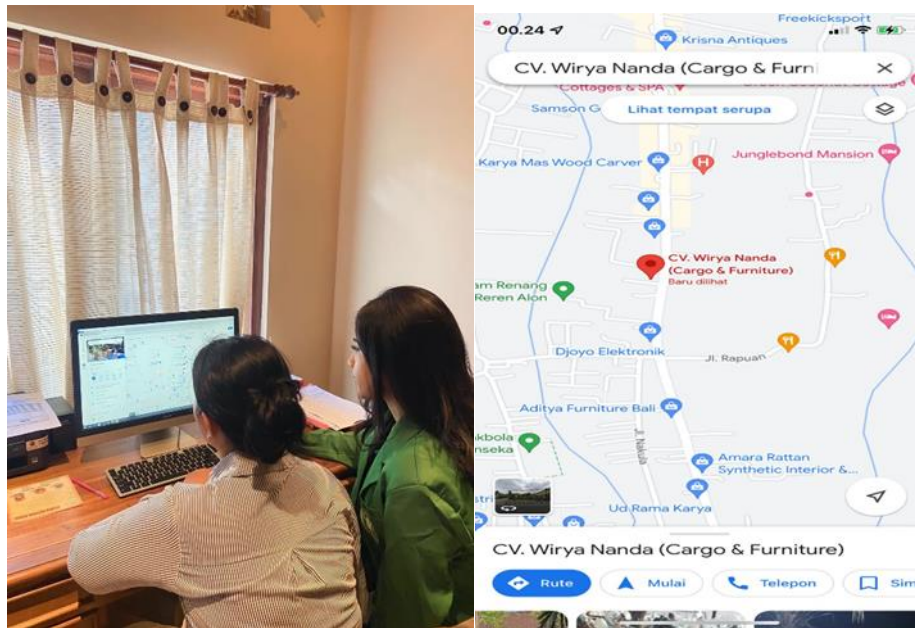 00.24
Freekicksport
Krisna Antiques
CV. Wirya Nanda (Cargo & Furni
Cottages & SPA
Samson G
Lihat tempat serupa
Karya Mas Wood Carver
H
Junglebond Mansion
CV. Wirya Nanda
(Cargo & Furniture)
Baru dilihat
am Renang
Reren Alon
Djoyo Elektronik
Jl. Rapuan
Aditya Furniture Bali
kbola
nseka
Jl. Nakula
Amara Rattan
Synthetic Interior &...
stri
Ud Rama Karya
CV. Wirya Nanda (Cargo & Furniture)
Rute
Mulai
Telepon
Sim